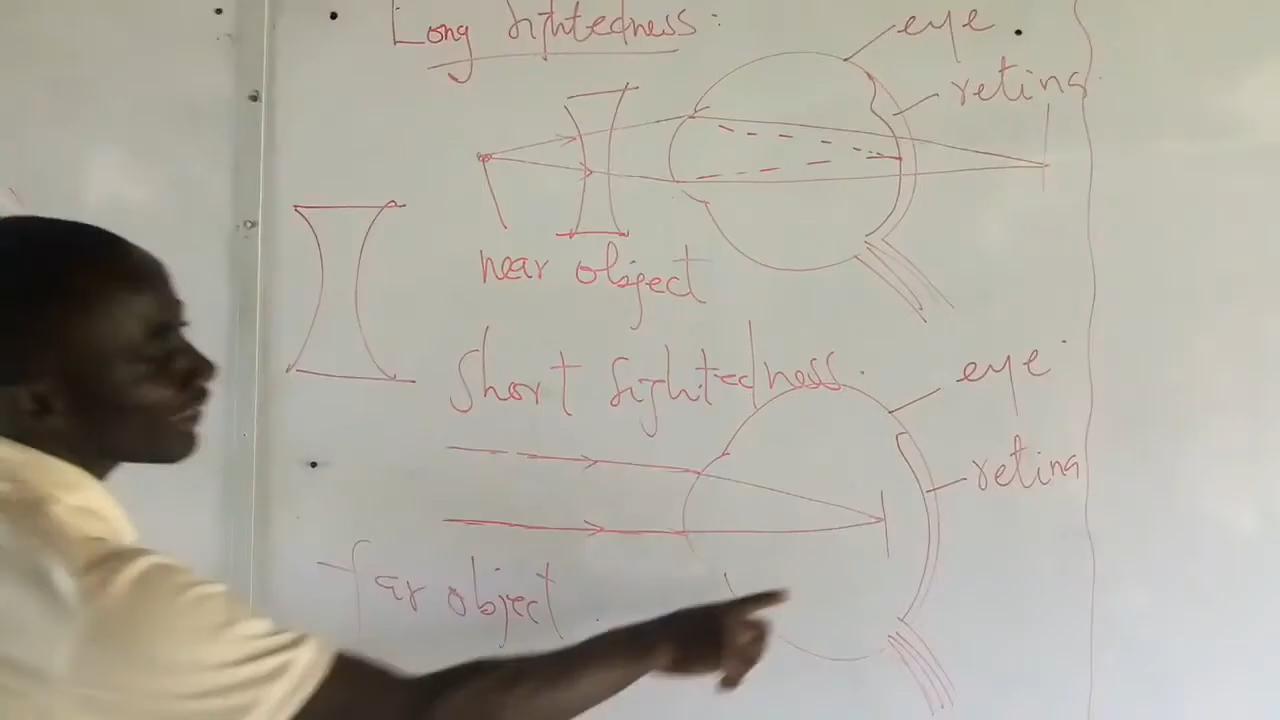 Long sightedness:
eye
retina
near object
short sightedness.
eye
retina
far object